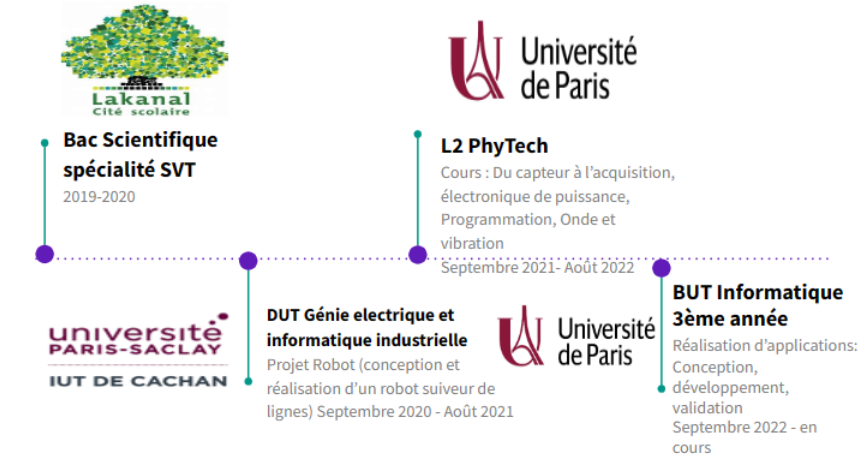 Lakanal
Cité scolaire
Bac Scientifique
spécialité SVT
2019-2020
Université
de Paris
L2 PhyTech
Cours : Du capteur à l'acquisition,
électronique de puissance,
Programmation, Onde et
vibration
Septembre 2021- Août 2022
université
PARIS-SACLAY
IUT DE CACHAN
DUT Génie electrique et
informatique industrielle
Projet Robot (conception et
réalisation d'un robot suiveur de
lignes) Septembre 2020 - Août 2021
Université
de Paris
BUT Informatique
3ème année
Réalisation d'applications:
Conception,
développement,
validation
Septembre 2022 - en
cours